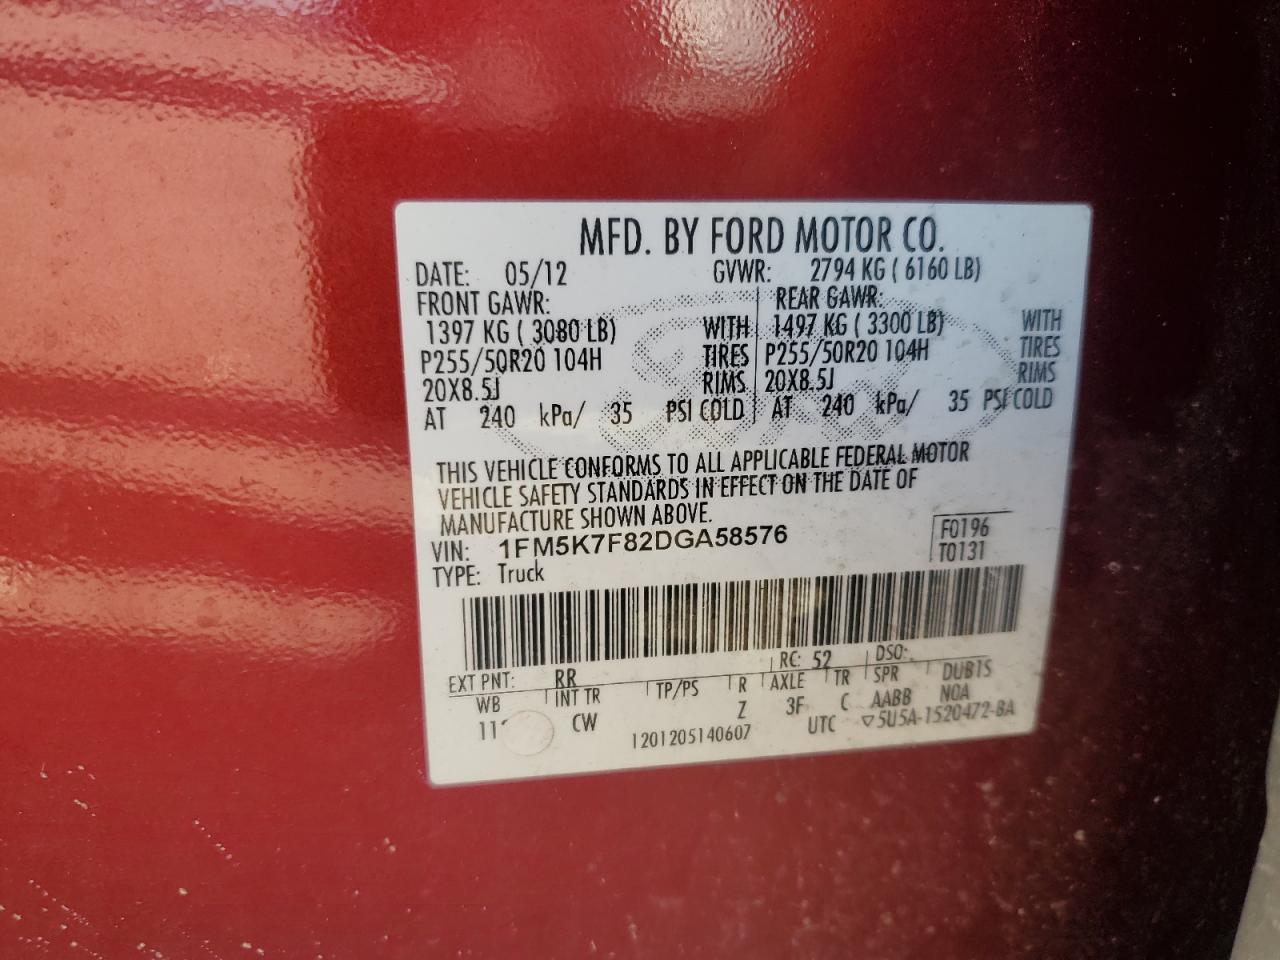 MFD. BY FORD MOTOR CO.
DATE: 05/12 GVWR: 2794 KG ( 6160 LB)
FRONT GAWR: REAR GAWR:
1397 KG ( 3080 LB) WITH 1497 KG ( 3300 LB) WITH
P255/50R20 104H TIRES P255/50R20 104H TIRES
20X8.5J RIMS 20X8.5J RIMS
AT 240 kPa/ 35 PSI COLD AT 240 kPa/ 35 PSI COLD
THIS VEHICLE CONFORMS TO ALL APPLICABLE FEDERAL MOTOR
VEHICLE SAFETY STANDARDS IN EFFECT ON THE DATE OF
MANUFACTURE SHOWN ABOVE.
VIN: 1FM5K7F82DGA58576 F0196
TYPE: Truck T0131
EXT PNT: RR RC: 52 DSO:
WB INT TR TP/PS R AXLE TR SPR DUB1S
CW Z 3F C AABB NOA
1201205140607 UTC ▽5U5A-1520472-BA